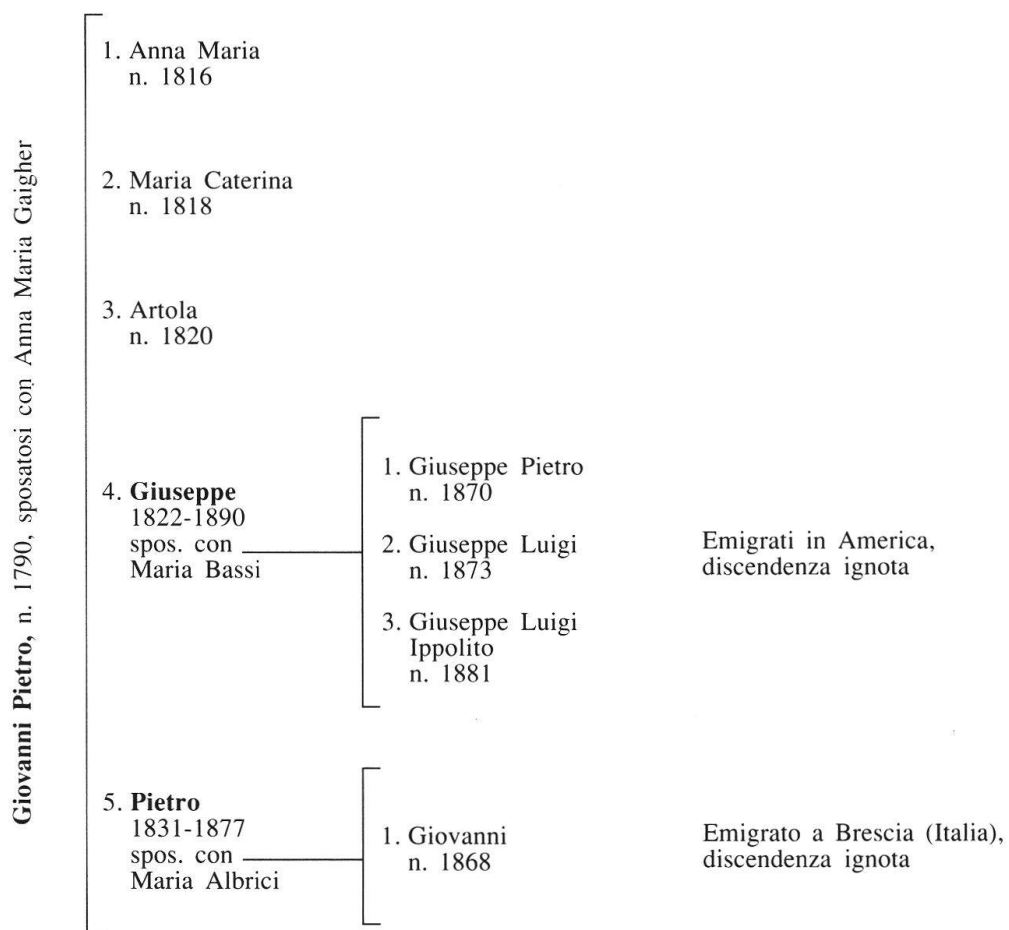 Giovanni Pietro, n. 1790, sposatosi con Anna Maria Gaigher
1. Anna Maria
n. 1816
2. Maria Caterina
n. 1818
3. Artola
n. 1820
4. Giuseppe
1822-1890
spos. con
Maria Bassi
1. Giuseppe Pietro
n. 1870
2. Giuseppe Luigi
n. 1873
3. Giuseppe Luigi
Ippolito
n. 1881
Emigrati in America,
discendenza ignota
5. Pietro
1831-1877
spos. con
Maria Albrici
1. Giovanni
n. 1868
Emigrato a Brescia (Italia),
discendenza ignota